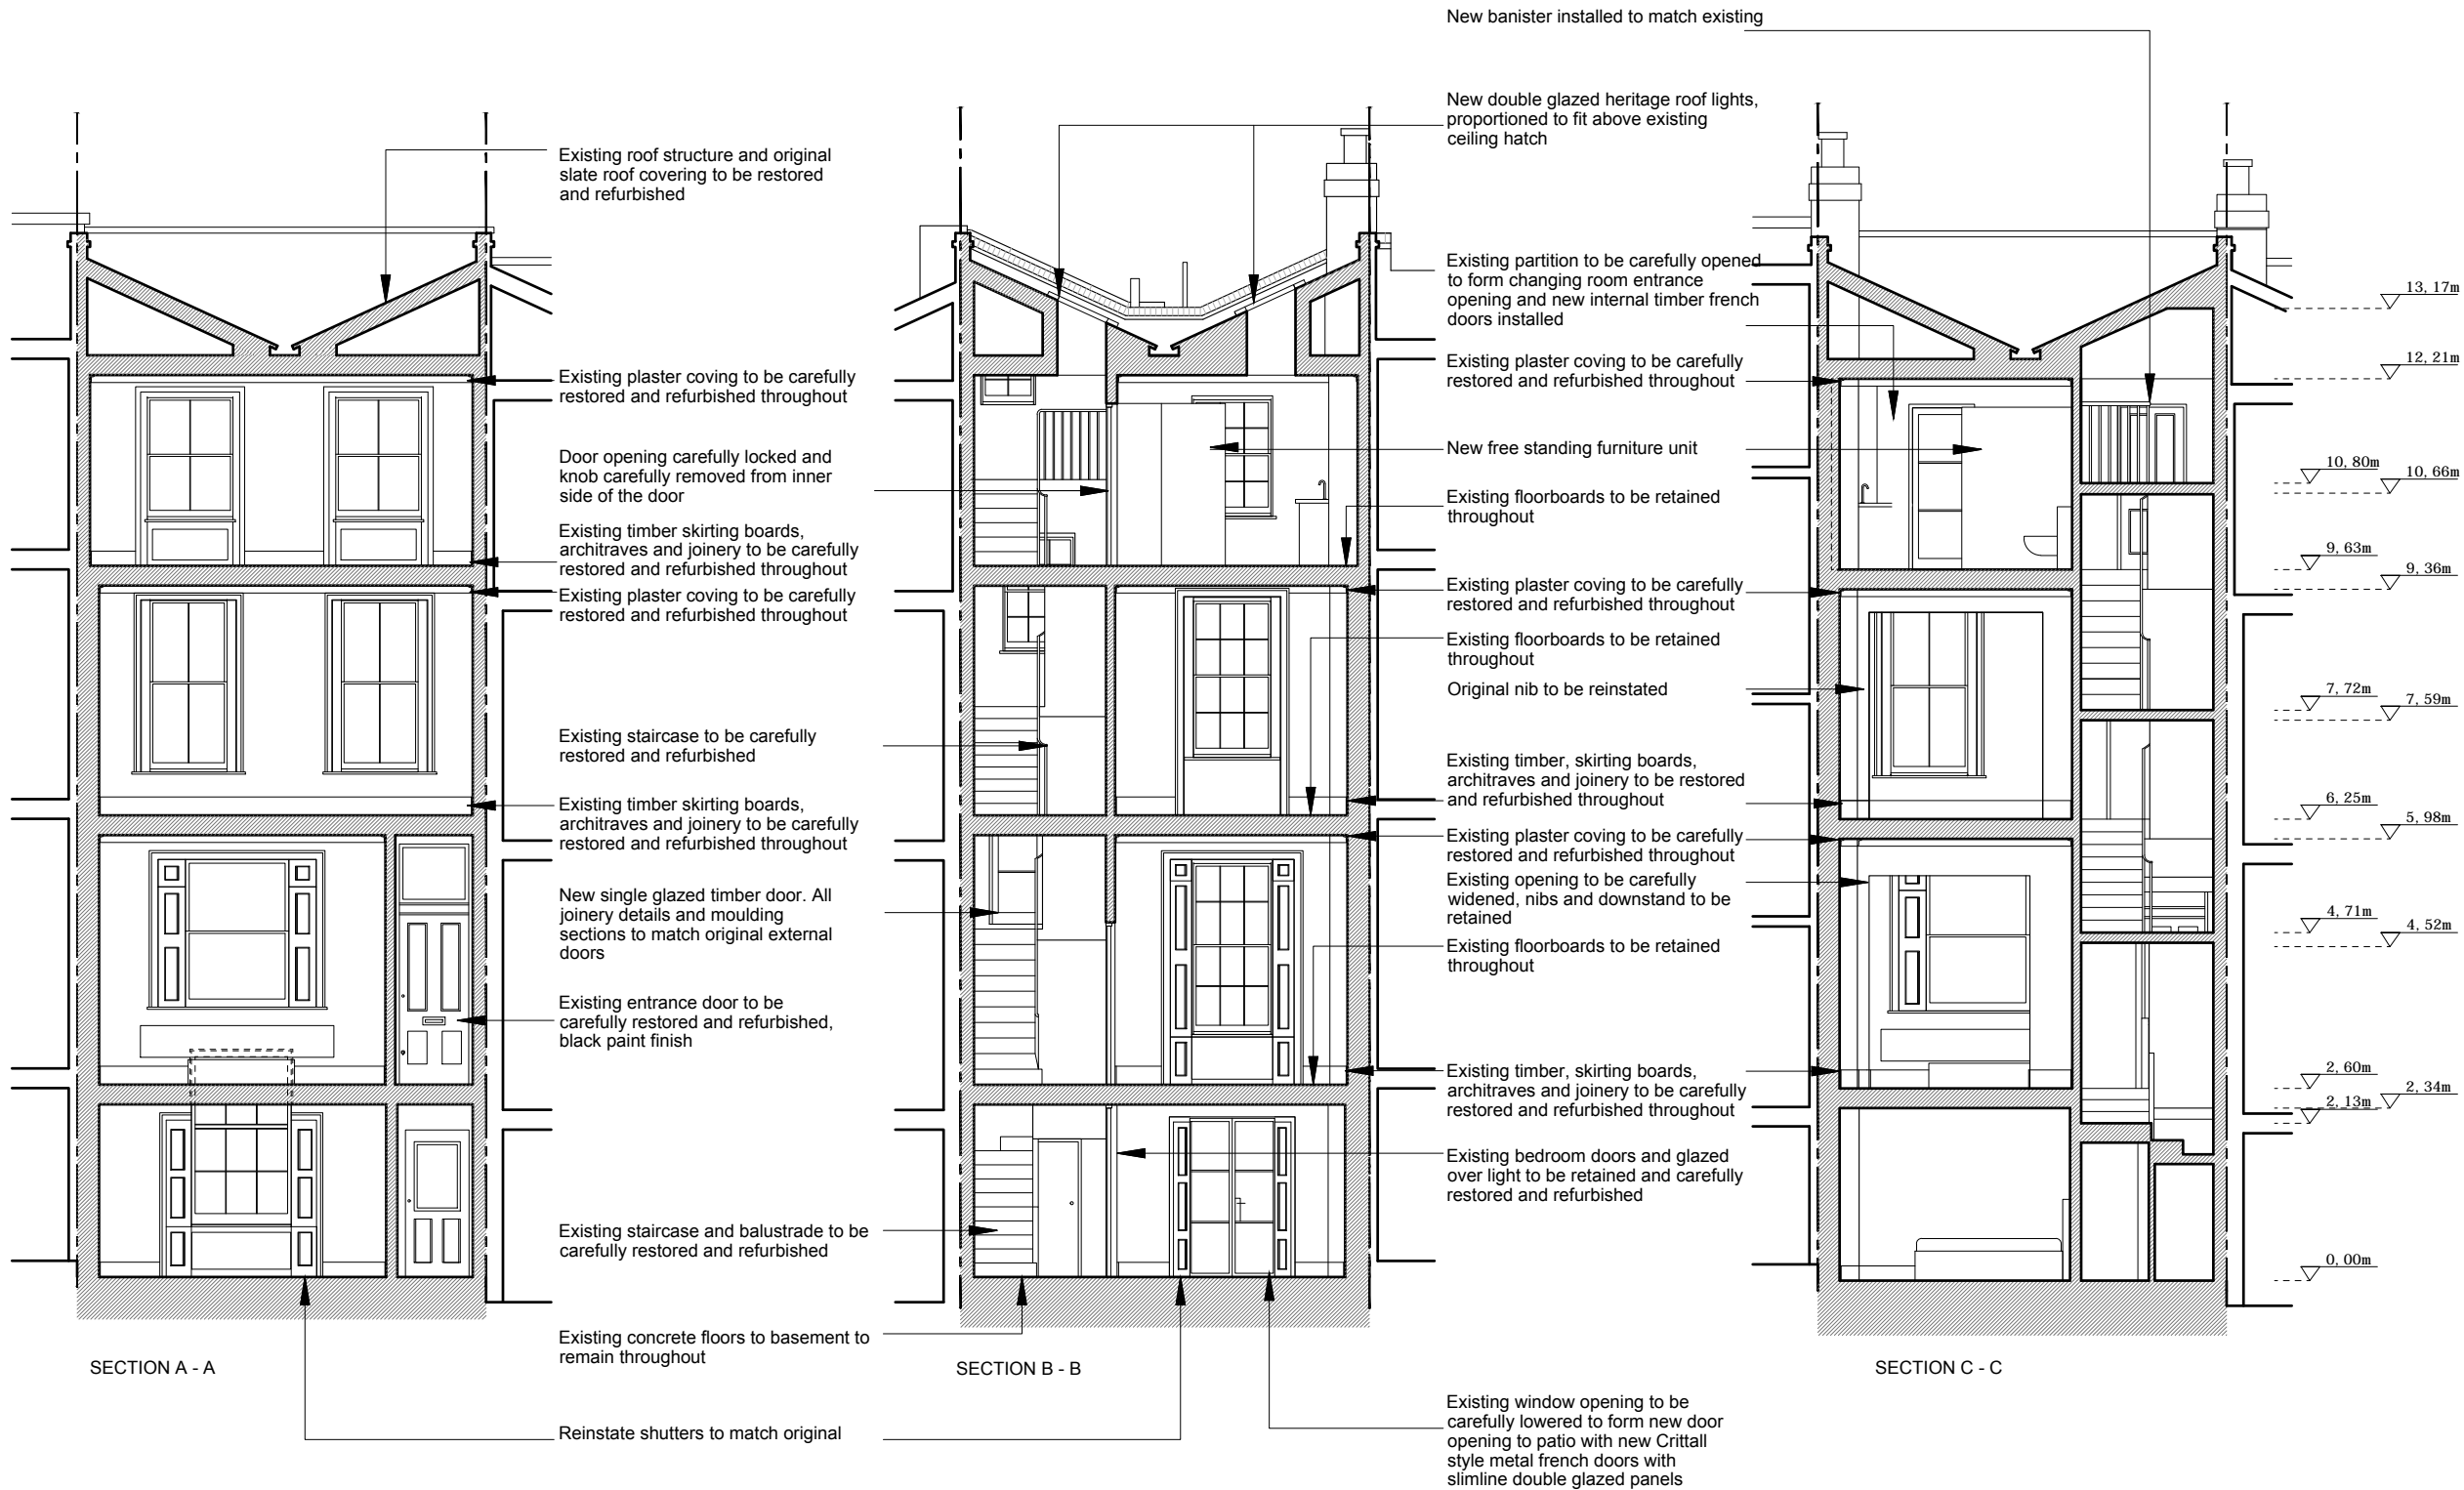 New banister installed to match existing
New double glazed heritage roof lights,
proportioned to fit above existing
ceiling hatch
Existing roof structure and original
slate roof covering to be restored
and refurbished
Existing partition to be carefully opened
to form changing room entrance
opening and new internal timber french
doors installed
Existing plaster coving to be carefully
restored and refurbished throughout
Existing plaster coving to be carefully
restored and refurbished throughout
New free standing furniture unit
Door opening carefully locked and
knob carefully removed from inner
side of the door
Existing floorboards to be retained
throughout
Existing timber skirting boards,
architraves and joinery to be carefully
restored and refurbished throughout
Existing plaster coving to be carefully
restored and refurbished throughout
Existing plaster coving to be carefully
restored and refurbished throughout
Existing floorboards to be retained
throughout
Original nib to be reinstated
Existing staircase to be carefully
restored and refurbished
Existing timber, skirting boards,
architraves and joinery to be restored
and refurbished throughout
Existing timber skirting boards,
architraves and joinery to be carefully
restored and refurbished throughout
Existing plaster coving to be carefully
restored and refurbished throughout
Existing opening to be carefully
widened, nibs and downstand to be
retained
New single glazed timber door. All
joinery details and moulding
sections to match original external
doors
Existing floorboards to be retained
throughout
Existing entrance door to be
carefully restored and refurbished,
black paint finish
Existing timber, skirting boards,
architraves and joinery to be carefully
restored and refurbished throughout
Existing bedroom doors and glazed
over light to be retained and carefully
restored and refurbished
Existing staircase and balustrade to be
carefully restored and refurbished
Existing concrete floors to basement to
remain throughout
Reinstate shutters to match original
Existing window opening to be
carefully lowered to form new door
opening to patio with new Crittall
style metal french doors with
slimline double glazed panels
13,17m
12,21m
10,80m
10,66m
9,63m
9,36m
7,72m
7,59m
6,25m
5,98m
4,71m
4,52m
2,60m
2,34m
2,13m
0,00m
SECTION A - A
SECTION B - B
SECTION C - C